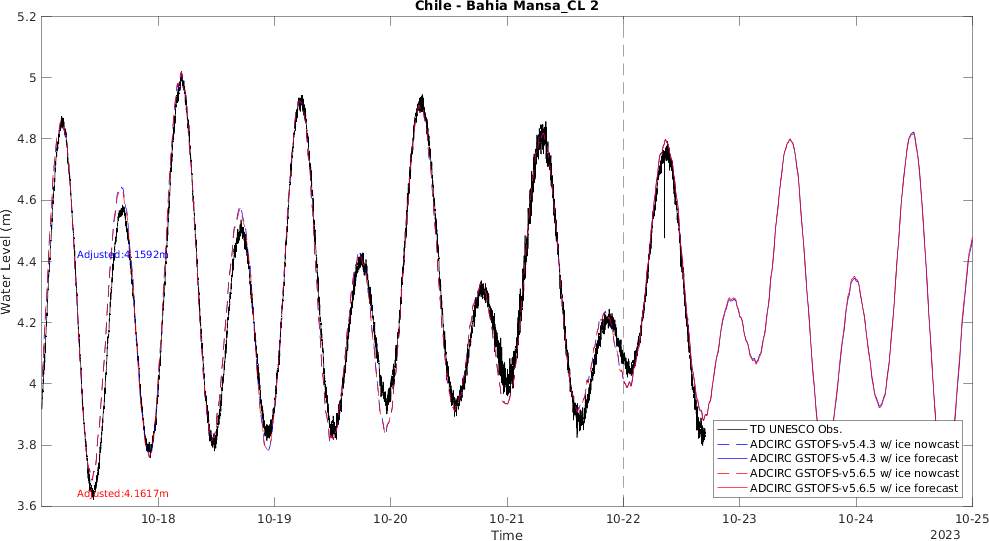 Chile - Bahia Mansa_CL 2
5.2
5
4.8
4.6
4.4
4.2
4
3.8
3.6
Water Level (m)
Adjusted:4.1592m
Adjusted:4.1617m
TD UNESCO Obs.
ADCIRC GSTOFS-v5.4.3 w/ ice nowcast
ADCIRC GSTOFS-v5.4.3 w/ ice forecast
ADCIRC GSTOFS-v5.6.5 w/ ice nowcast
ADCIRC GSTOFS-v5.6.5 w/ ice forecast
10-18 10-19 10-20 10-21 10-22 10-23 10-24 10-25
Time
2023